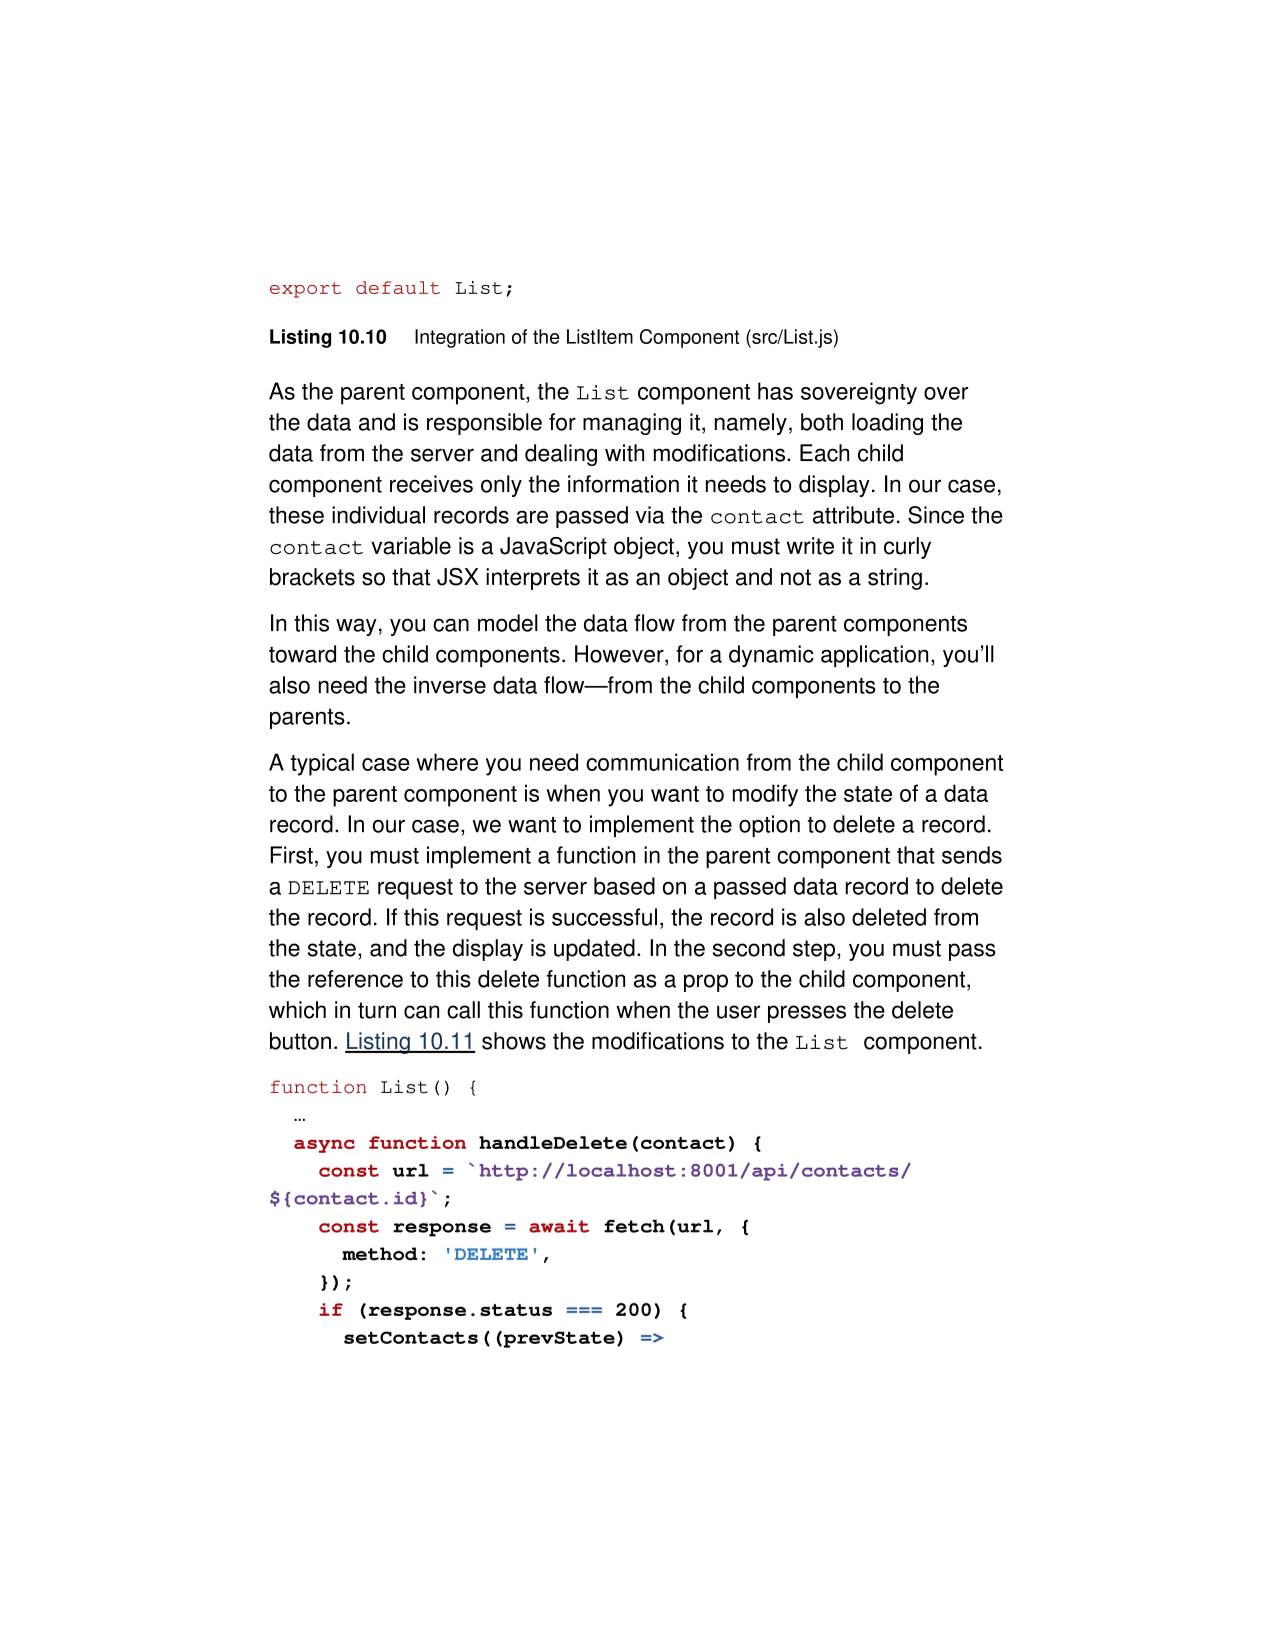 export default List;
Listing 10.10 Integration of the ListItem Component (src/List.js)
As the parent component, the List component has sovereignty over
the data and is responsible for managing it, namely, both loading the
data from the server and dealing with modifications. Each child
component receives only the information it needs to display. In our case,
these individual records are passed via the contact attribute. Since the
contact variable is a JavaScript object, you must write it in curly
brackets so that JSX interprets it as an object and not as a string.
In this way, you can model the data flow from the parent components
toward the child components. However, for a dynamic application, you’ll
also need the inverse data flow—from the child components to the
parents.
A typical case where you need communication from the child component
to the parent component is when you want to modify the state of a data
record. In our case, we want to implement the option to delete a record.
First, you must implement a function in the parent component that sends
a DELETE request to the server based on a passed data record to delete
the record. If this request is successful, the record is also deleted from
the state, and the display is updated. In the second step, you must pass
the reference to this delete function as a prop to the child component,
which in turn can call this function when the user presses the delete
button. Listing 10.11 shows the modifications to the List component.
function List() {
  …
  async function handleDelete(contact) {
    const url = `http://localhost:8001/api/contacts/
${contact.id}`;
    const response = await fetch(url, {
      method: 'DELETE',
    });
    if (response.status === 200) {
      setContacts((prevState) =>